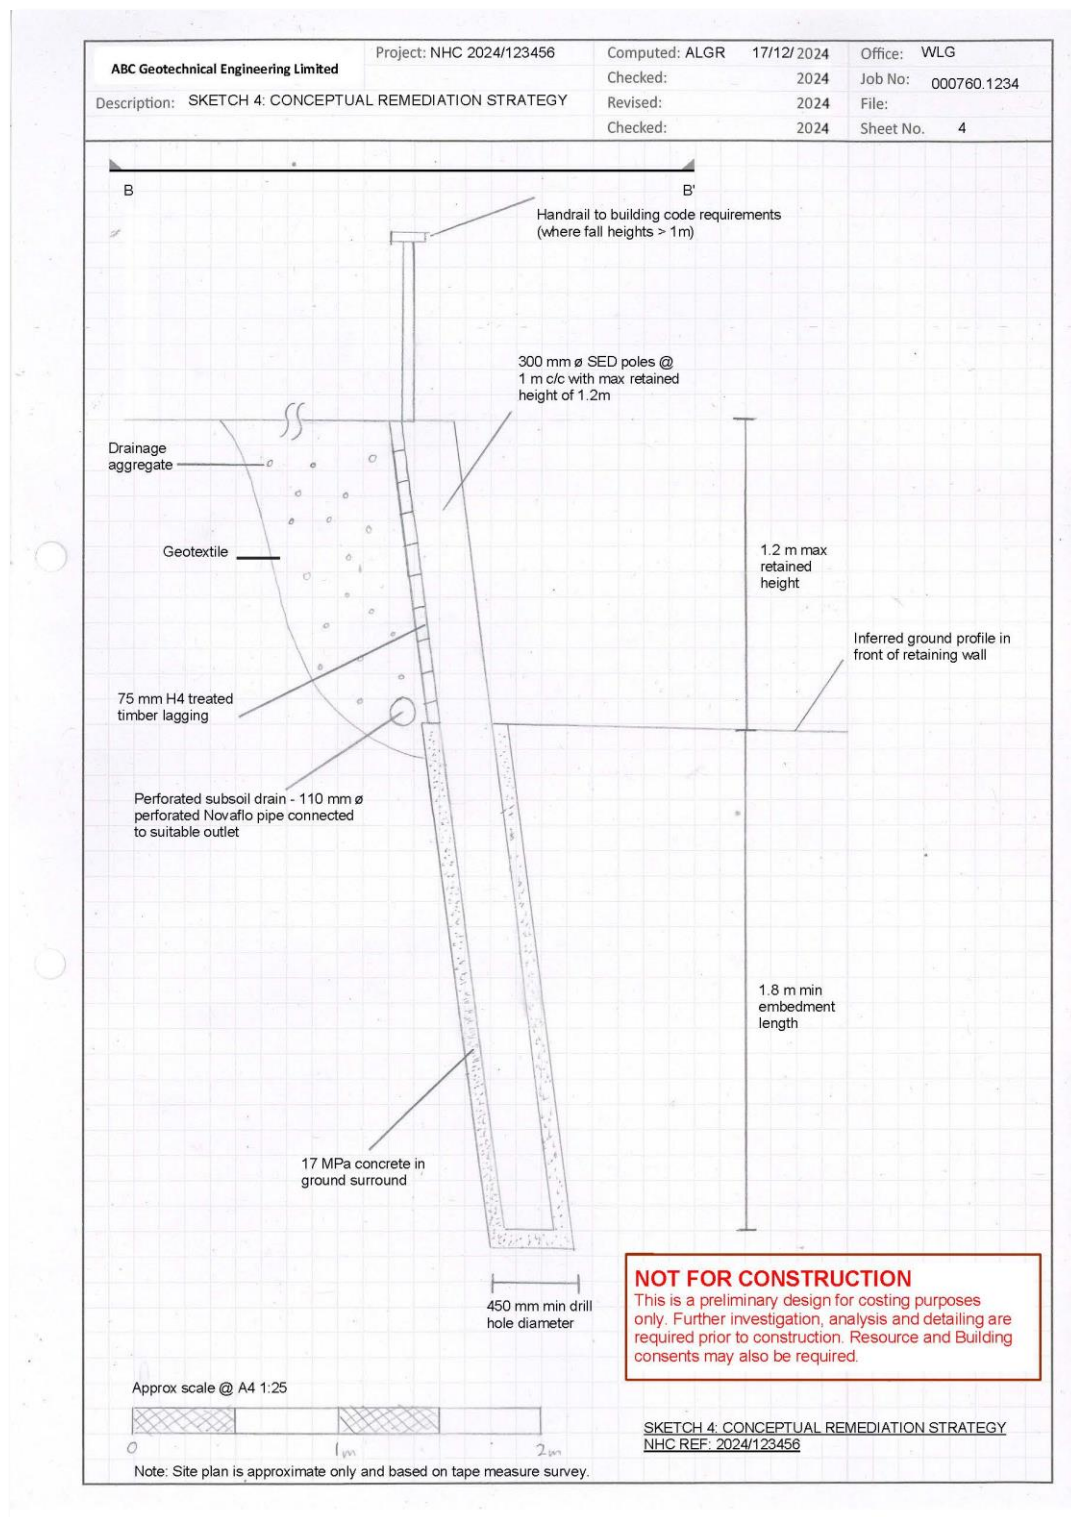 ABC Geotechnical Engineering Limited
Project: NHC 2024/123456
Description: SKETCH 4: CONCEPTUAL REMEDIATION STRATEGY
Computed: ALGR 17/12/ 2024
Checked: 2024
Revised: 2024
Checked: 2024
Office: WLG
Job No: 000760.1234
File:
Sheet No. 4
B
B'
Handrail to building code requirements
(where fall heights > 1m)
300 mm ø SED poles @
1 m c/c with max retained
height of 1.2m
Drainage
aggregate
Geotextile
1.2 m max
retained
height
Inferred ground profile in
front of retaining wall
75 mm H4 treated
timber lagging
Perforated subsoil drain - 110 mm ø
perforated Novaflo pipe connected
to suitable outlet
1.8 m min
embedment
length
17 MPa concrete in
ground surround
450 mm min drill
hole diameter
NOT FOR CONSTRUCTION
This is a preliminary design for costing purposes
only. Further investigation, analysis and detailing are
required prior to construction. Resource and Building
consents may also be required.
Approx scale @ A4 1:25
0 1m 2m
Note: Site plan is approximate only and based on tape measure survey.
SKETCH 4: CONCEPTUAL REMEDIATION STRATEGY
NHC REF: 2024/123456